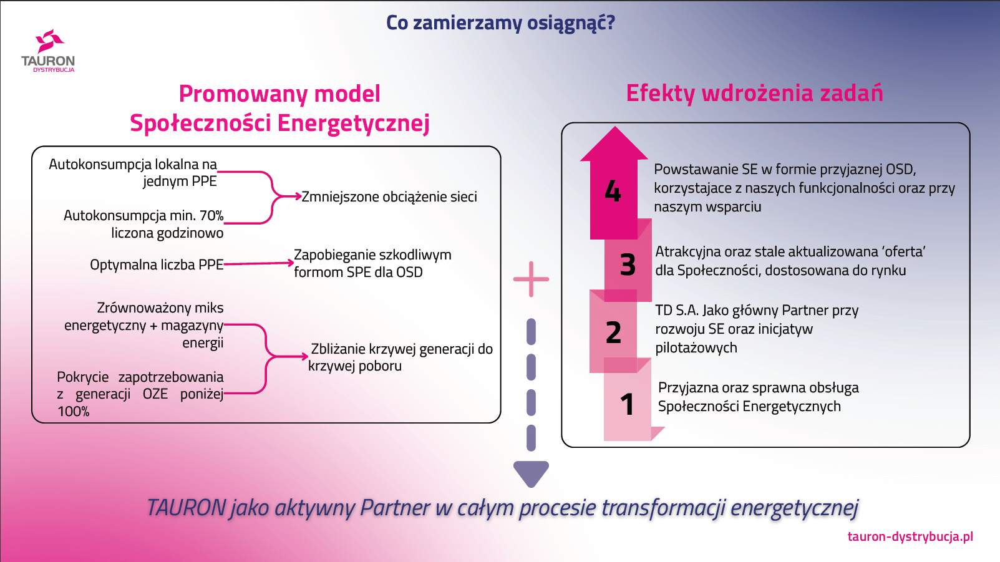 Co zamierzamy osiągnąć?
TAURON
DYSTRYBUCJA
Promowany model
Społeczności Energetycznej
Autokonsumpcja lokalna na
jednym PPE
Autokonsumpcja min. 70%
liczona godzinowo
Zmniejszone obciążenie sieci
Optymalna liczba PPE
Zapobieganie szkodliwym
formom SPE dla OSD
Zrównoważony miks
energetyczny + magazyny
energii
Pokrycie zapotrzebowania
z generacji OZE poniżej
100%
Zbliżanie krzywej generacji do
krzywej poboru
Efekty wdrożenia zadań
4
Powstawanie SE w formie przyjaznej OSD,
korzystajace z naszych funkcjonalności oraz przy
naszym wsparciu
3
Atrakcyjna oraz stale aktualizowana ‘oferta’
dla Społeczności, dostosowana do rynku
2
TD S.A. Jako główny Partner przy
rozwoju SE oraz inicjatyw
pilotażowych
1
Przyjazna oraz sprawna obsługa
Społeczności Energetycznych
TAURON jako aktywny Partner w całym procesie transformacji energetycznej
tauron-dystrybucja.pl